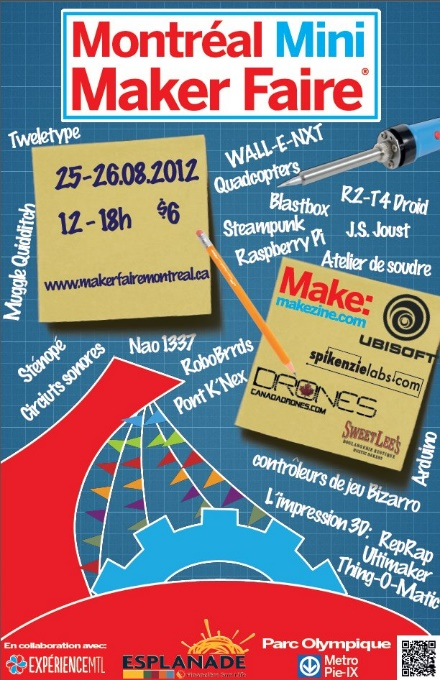 Montréal Mini
Maker Faire®
Tweletype
WALL-E-NXT
Quadcopters
25-26.08.2012
12-18h $6
www.makerfairemontreal.ca
Muggle Quidditch
Blastbox
R2-T4 Droid
Steampunk
J.S. Joust
Raspberry Pi
Atelier de soudre
Make:
makezine.com
UBISOFT
spikenzielabs.com
DRONES
CANADADRONES.COM
SWEETLEE'S
Sténopé
Circiuts sonores
Nao 1337
RoboBrrds
Pont K'Nex
Arduino
contrôleurs de jeu Bizarro
L'impression 3D:
RepRap
Ultimaker
Thing-O-Matic
En collaboration avec:
EXPÉRIENCEMTL
ESPLANADE
Parc Olympique
Metro
Pie-IX